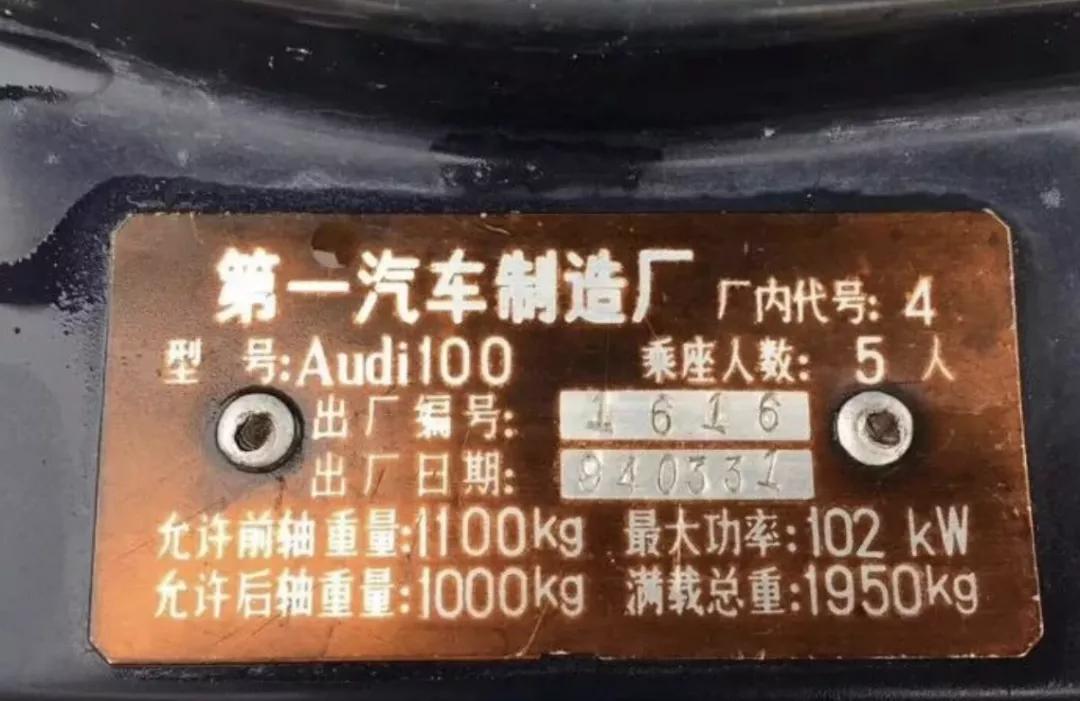 第一汽车制造厂 厂内代号: 4
型 号: Audi100 乘座人数: 5 人
出厂编号: 1616
出厂日期: 940331
允许前轴重量:1100kg 最大功率:102 kW
允许后轴重量:1000kg 满载总重:1950kg